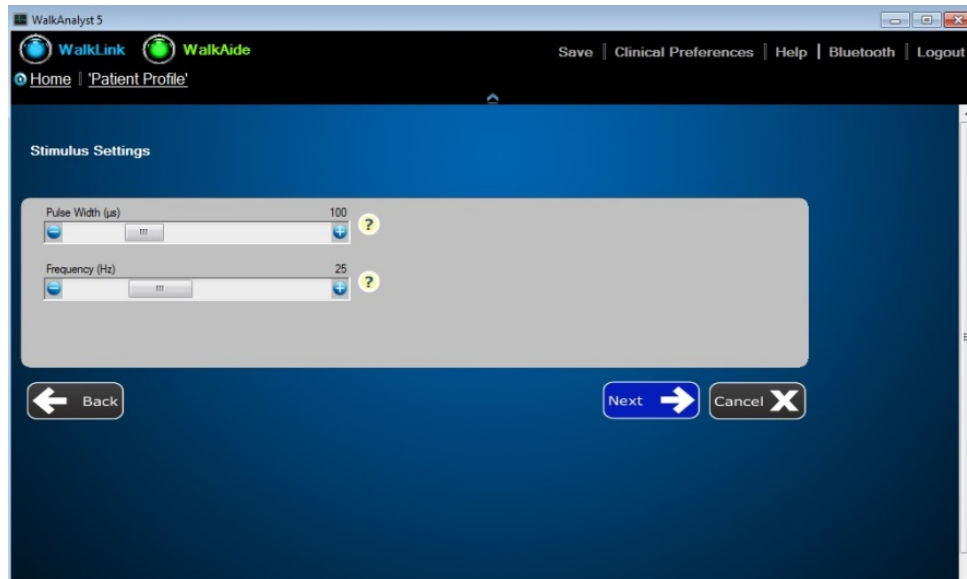 WalkAnalyst 5
WalkLink WalkAide
Save | Clinical Preferences | Help | Bluetooth | Logout
Home | 'Patient Profile'
Stimulus Settings
Pulse Width (µs) 100
?
Frequency (Hz) 25
?
Back Next Cancel